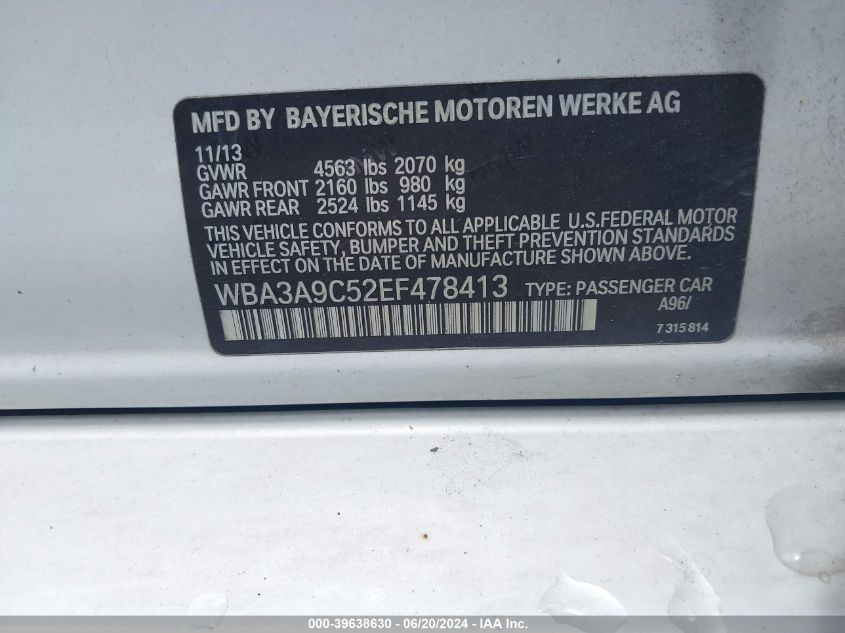 MFD BY BAYERISCHE MOTOREN WERKE AG
11/13
GVWR 4563 lbs 2070 kg
GAWR FRONT 2160 lbs 980 kg
GAWR REAR 2524 lbs 1145 kg
THIS VEHICLE CONFORMS TO ALL APPLICABLE U.S.FEDERAL MOTOR
VEHICLE SAFETY, BUMPER AND THEFT PREVENTION STANDARDS
IN EFFECT ON THE DATE OF MANUFACTURE SHOWN ABOVE.
WBA3A9C52EF478413 TYPE: PASSENGER CAR
A96/
7 315 814
000-39638630 - 06/20/2024 - IAA Inc.